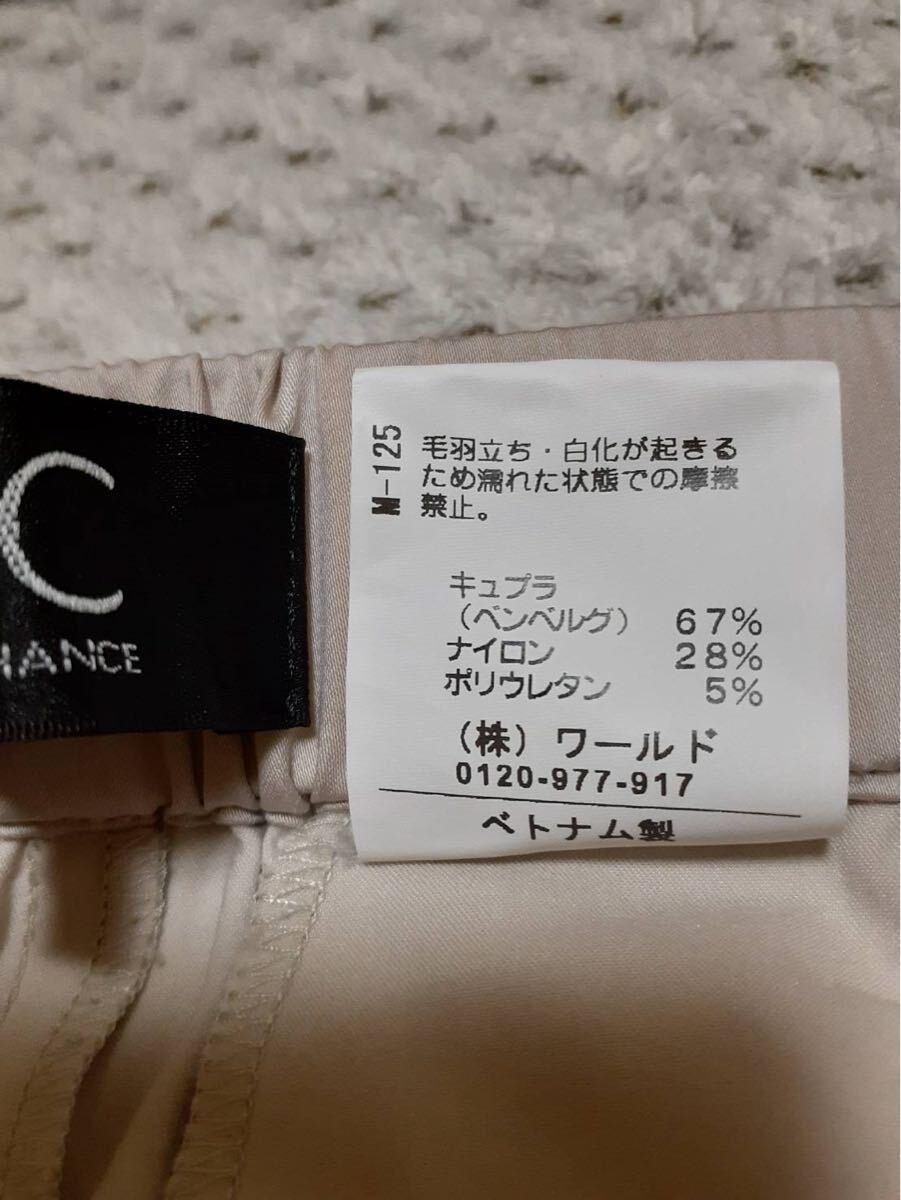 C
HANCE
M-125
毛羽立ち・白化が起きる
ため濡れた状態での摩擦
禁止。
キュプラ
(ベンベルグ) 67%
ナイロン 28%
ポリウレタン 5%
(株) ワールド
0120-977-917
ベトナム製